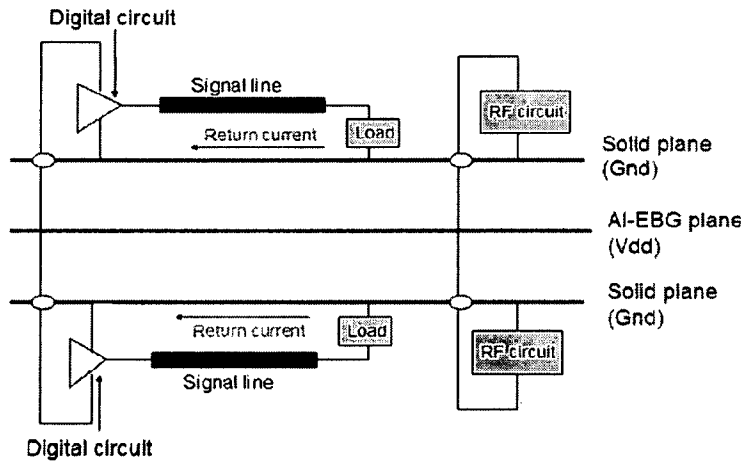 Digital circuit
Signal line
RF circuit
Load
Return current
Solid plane
(Gnd)
AI-EBG plane
(Vdd)
Solid plane
(Gnd)
Return current
Load
RF circuit
Signal line
Digital circuit